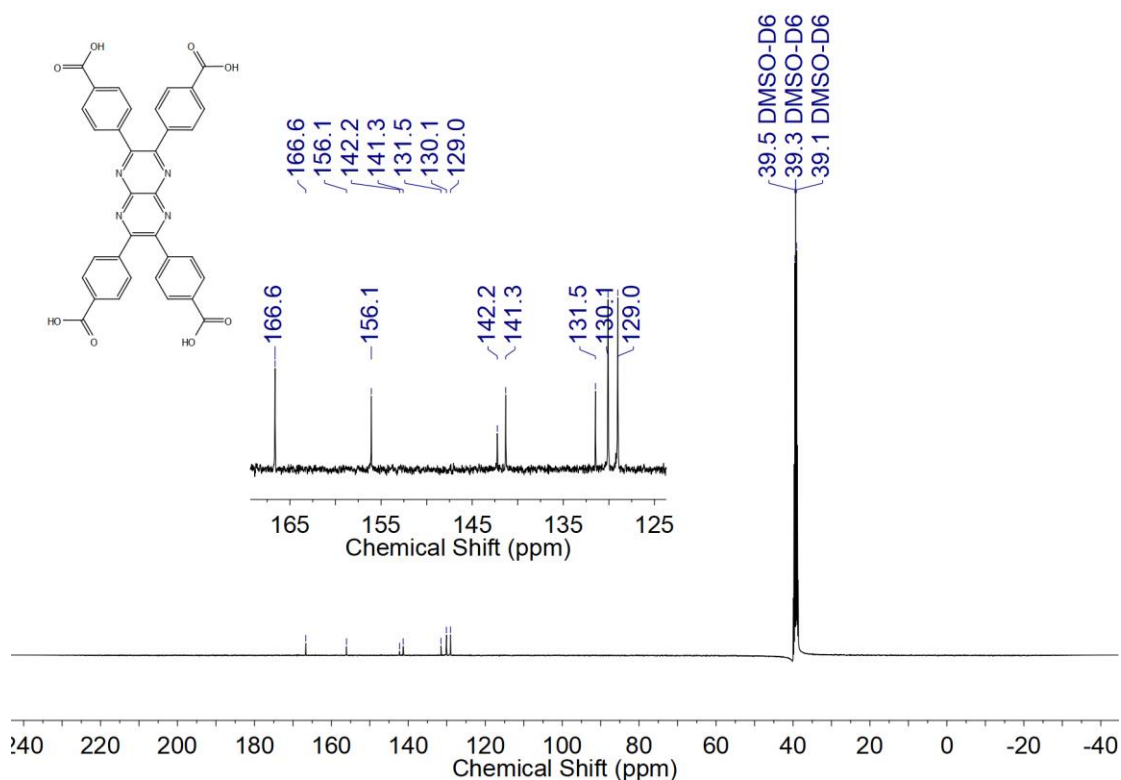 OH
O
O
OH
N
N
N
N
HO
O
O
HO
166.6
156.1
142.2
141.3
131.5
130.1
129.0
39.5 DMSO-D6
39.3 DMSO-D6
39.1 DMSO-D6
166.6
156.1
142.2
141.3
131.5
130.1
129.0
165 155 145 135 125
Chemical Shift (ppm)
240 220 200 180 160 140 120 100 80 60 40 20 0 -20 -40
Chemical Shift (ppm)